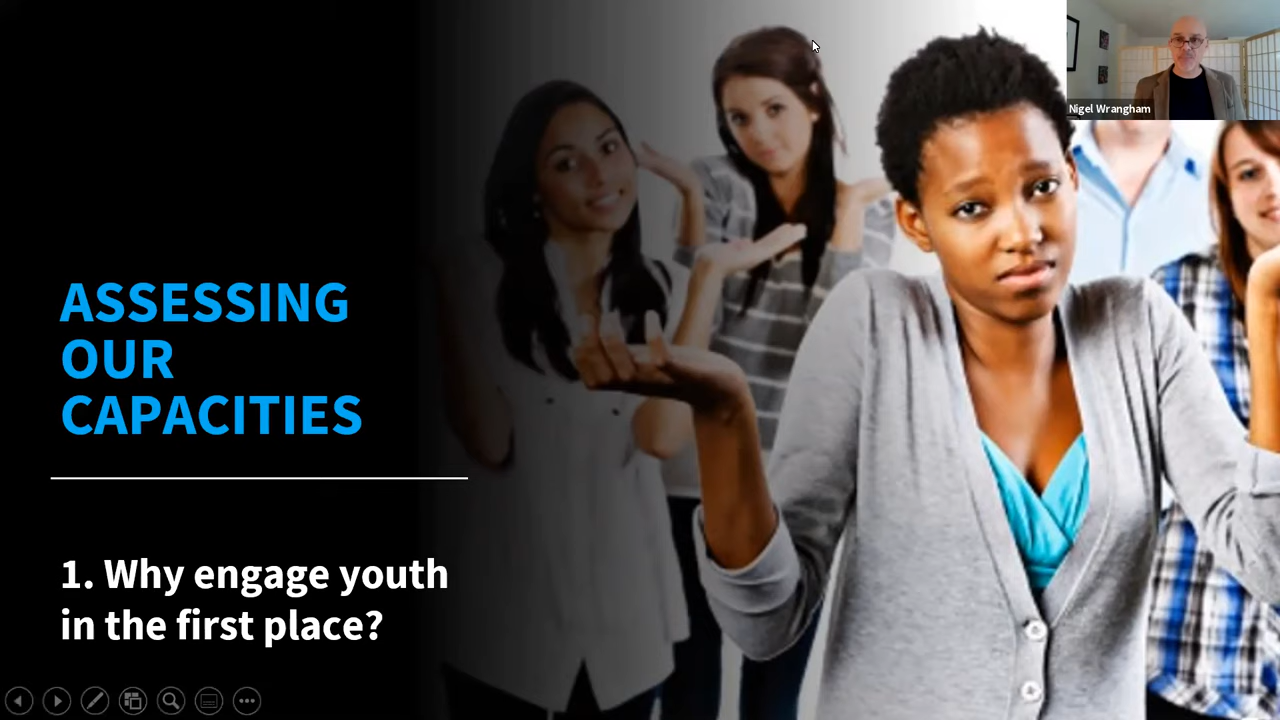 Nigel Wrangham
ASSESSING
OUR
CAPACITIES
1. Why engage youth
in the first place?